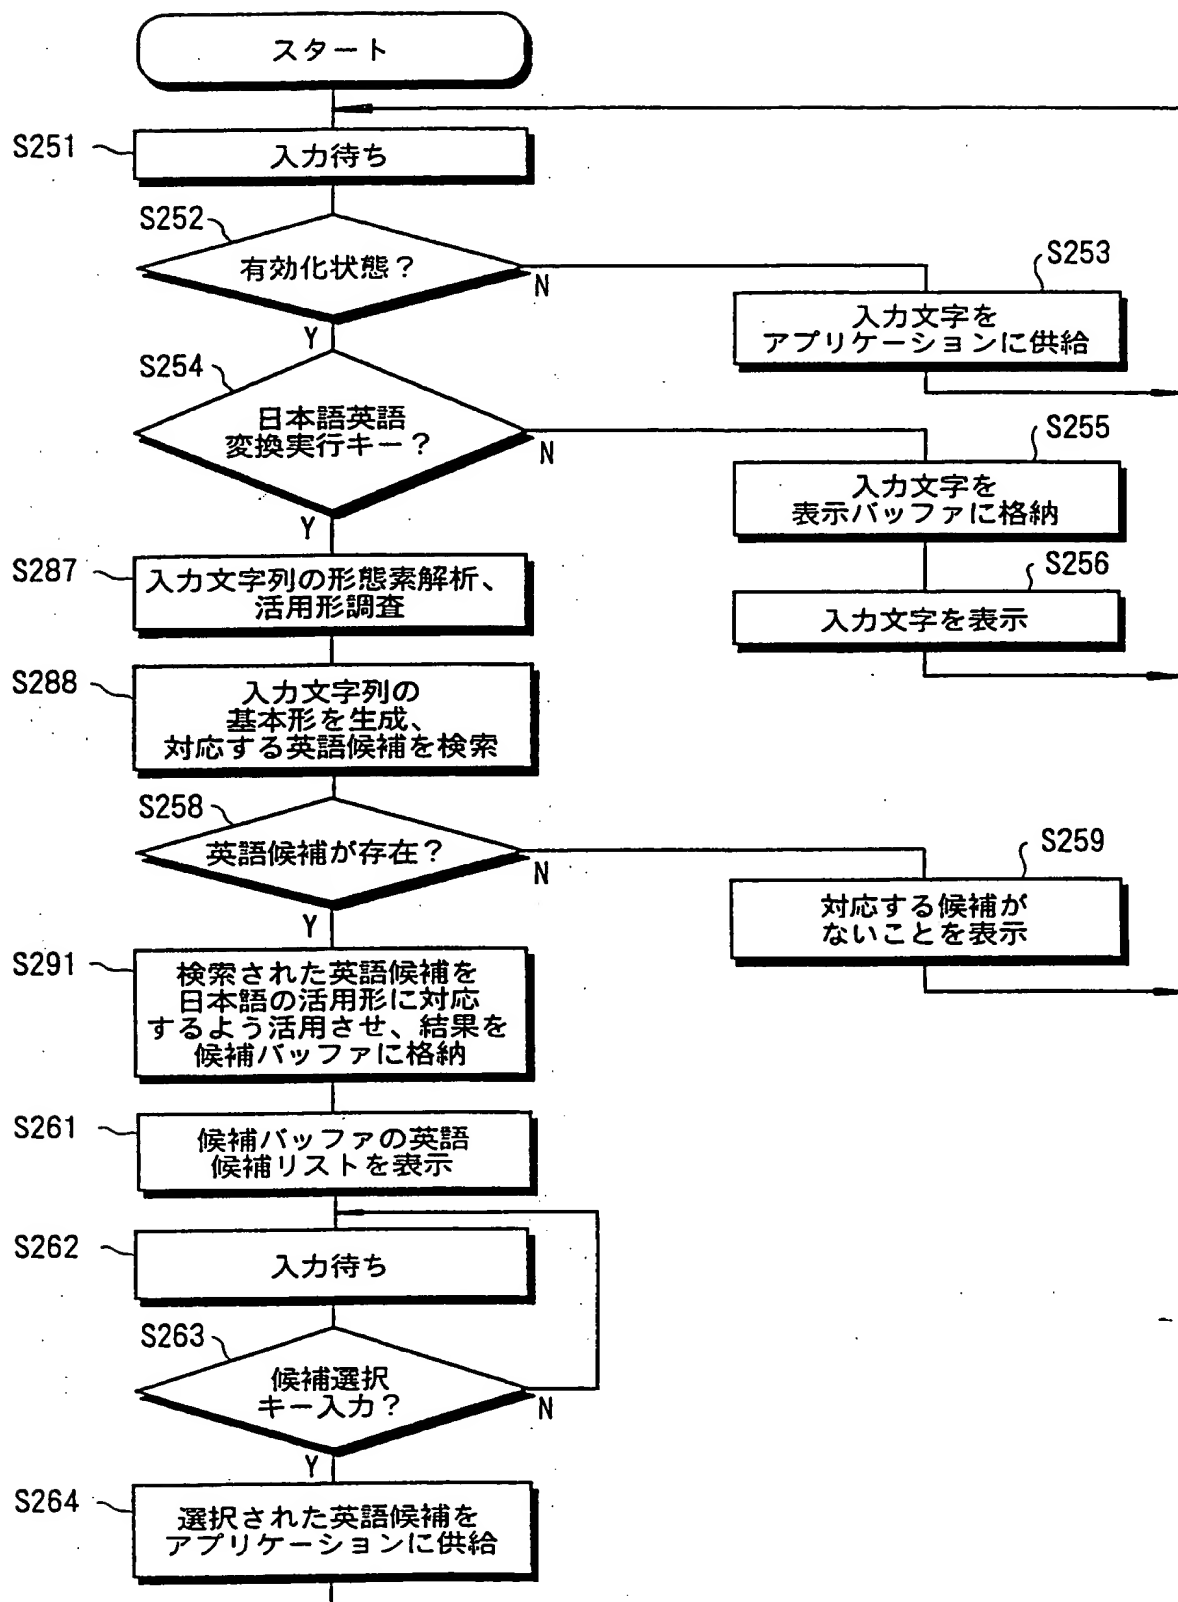 スタート
S251
入力待ち
S252
有効化状態？
N
Y
S253
入力文字を
アプリケーションに供給
S254
日本語英語
変換実行キー？
N
Y
S255
入力文字を
表示バッファに格納
S256
入力文字を表示
S287
入力文字列の形態素解析、
活用形調査
S288
入力文字列の
基本形を生成、
対応する英語候補を検索
S258
英語候補が存在？
N
Y
S259
対応する候補が
ないことを表示
S291
検索された英語候補を
日本語の活用形に対応
するよう活用させ、結果を
候補バッファに格納
S261
候補バッファの英語
候補リストを表示
S262
入力待ち
S263
候補選択
キー入力？
N
Y
S264
選択された英語候補を
アプリケーションに供給